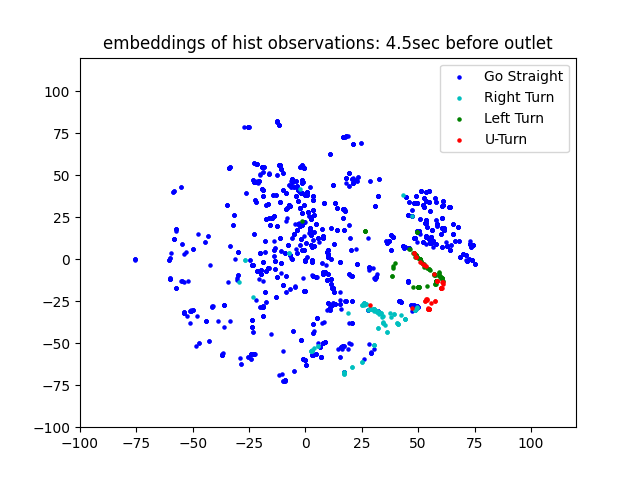 embeddings of hist observations: 4.5sec before outlet
Go Straight
Right Turn
Left Turn
U-Turn
100
75
50
25
0
−25
−50
−75
−100
−100 −75 −50 −25 0 25 50 75 100